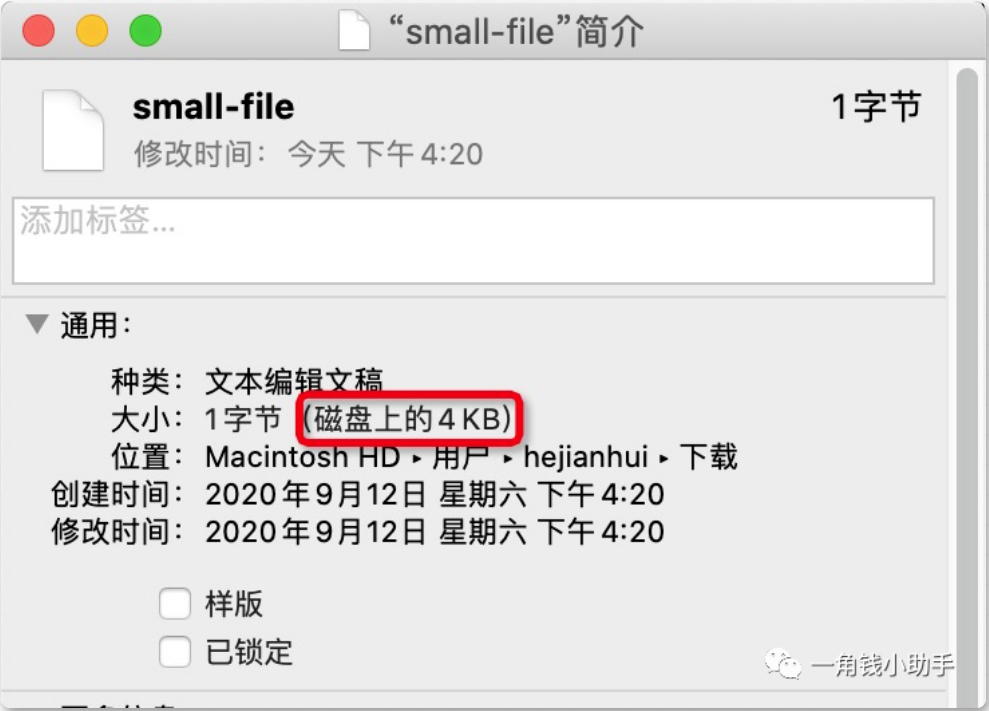 “small-file”简介
small-file
1字节
修改时间： 今天 下午 4:20
添加标签...
通用：
种类： 文本编辑文稿
大小： 1字节 (磁盘上的4 KB)
位置： Macintosh HD ▸ 用户 ▸ hejianhui ▸ 下载
创建时间： 2020年9月12日 星期六 下午 4:20
修改时间： 2020年9月12日 星期六 下午 4:20
样版
已锁定
一角钱小助手